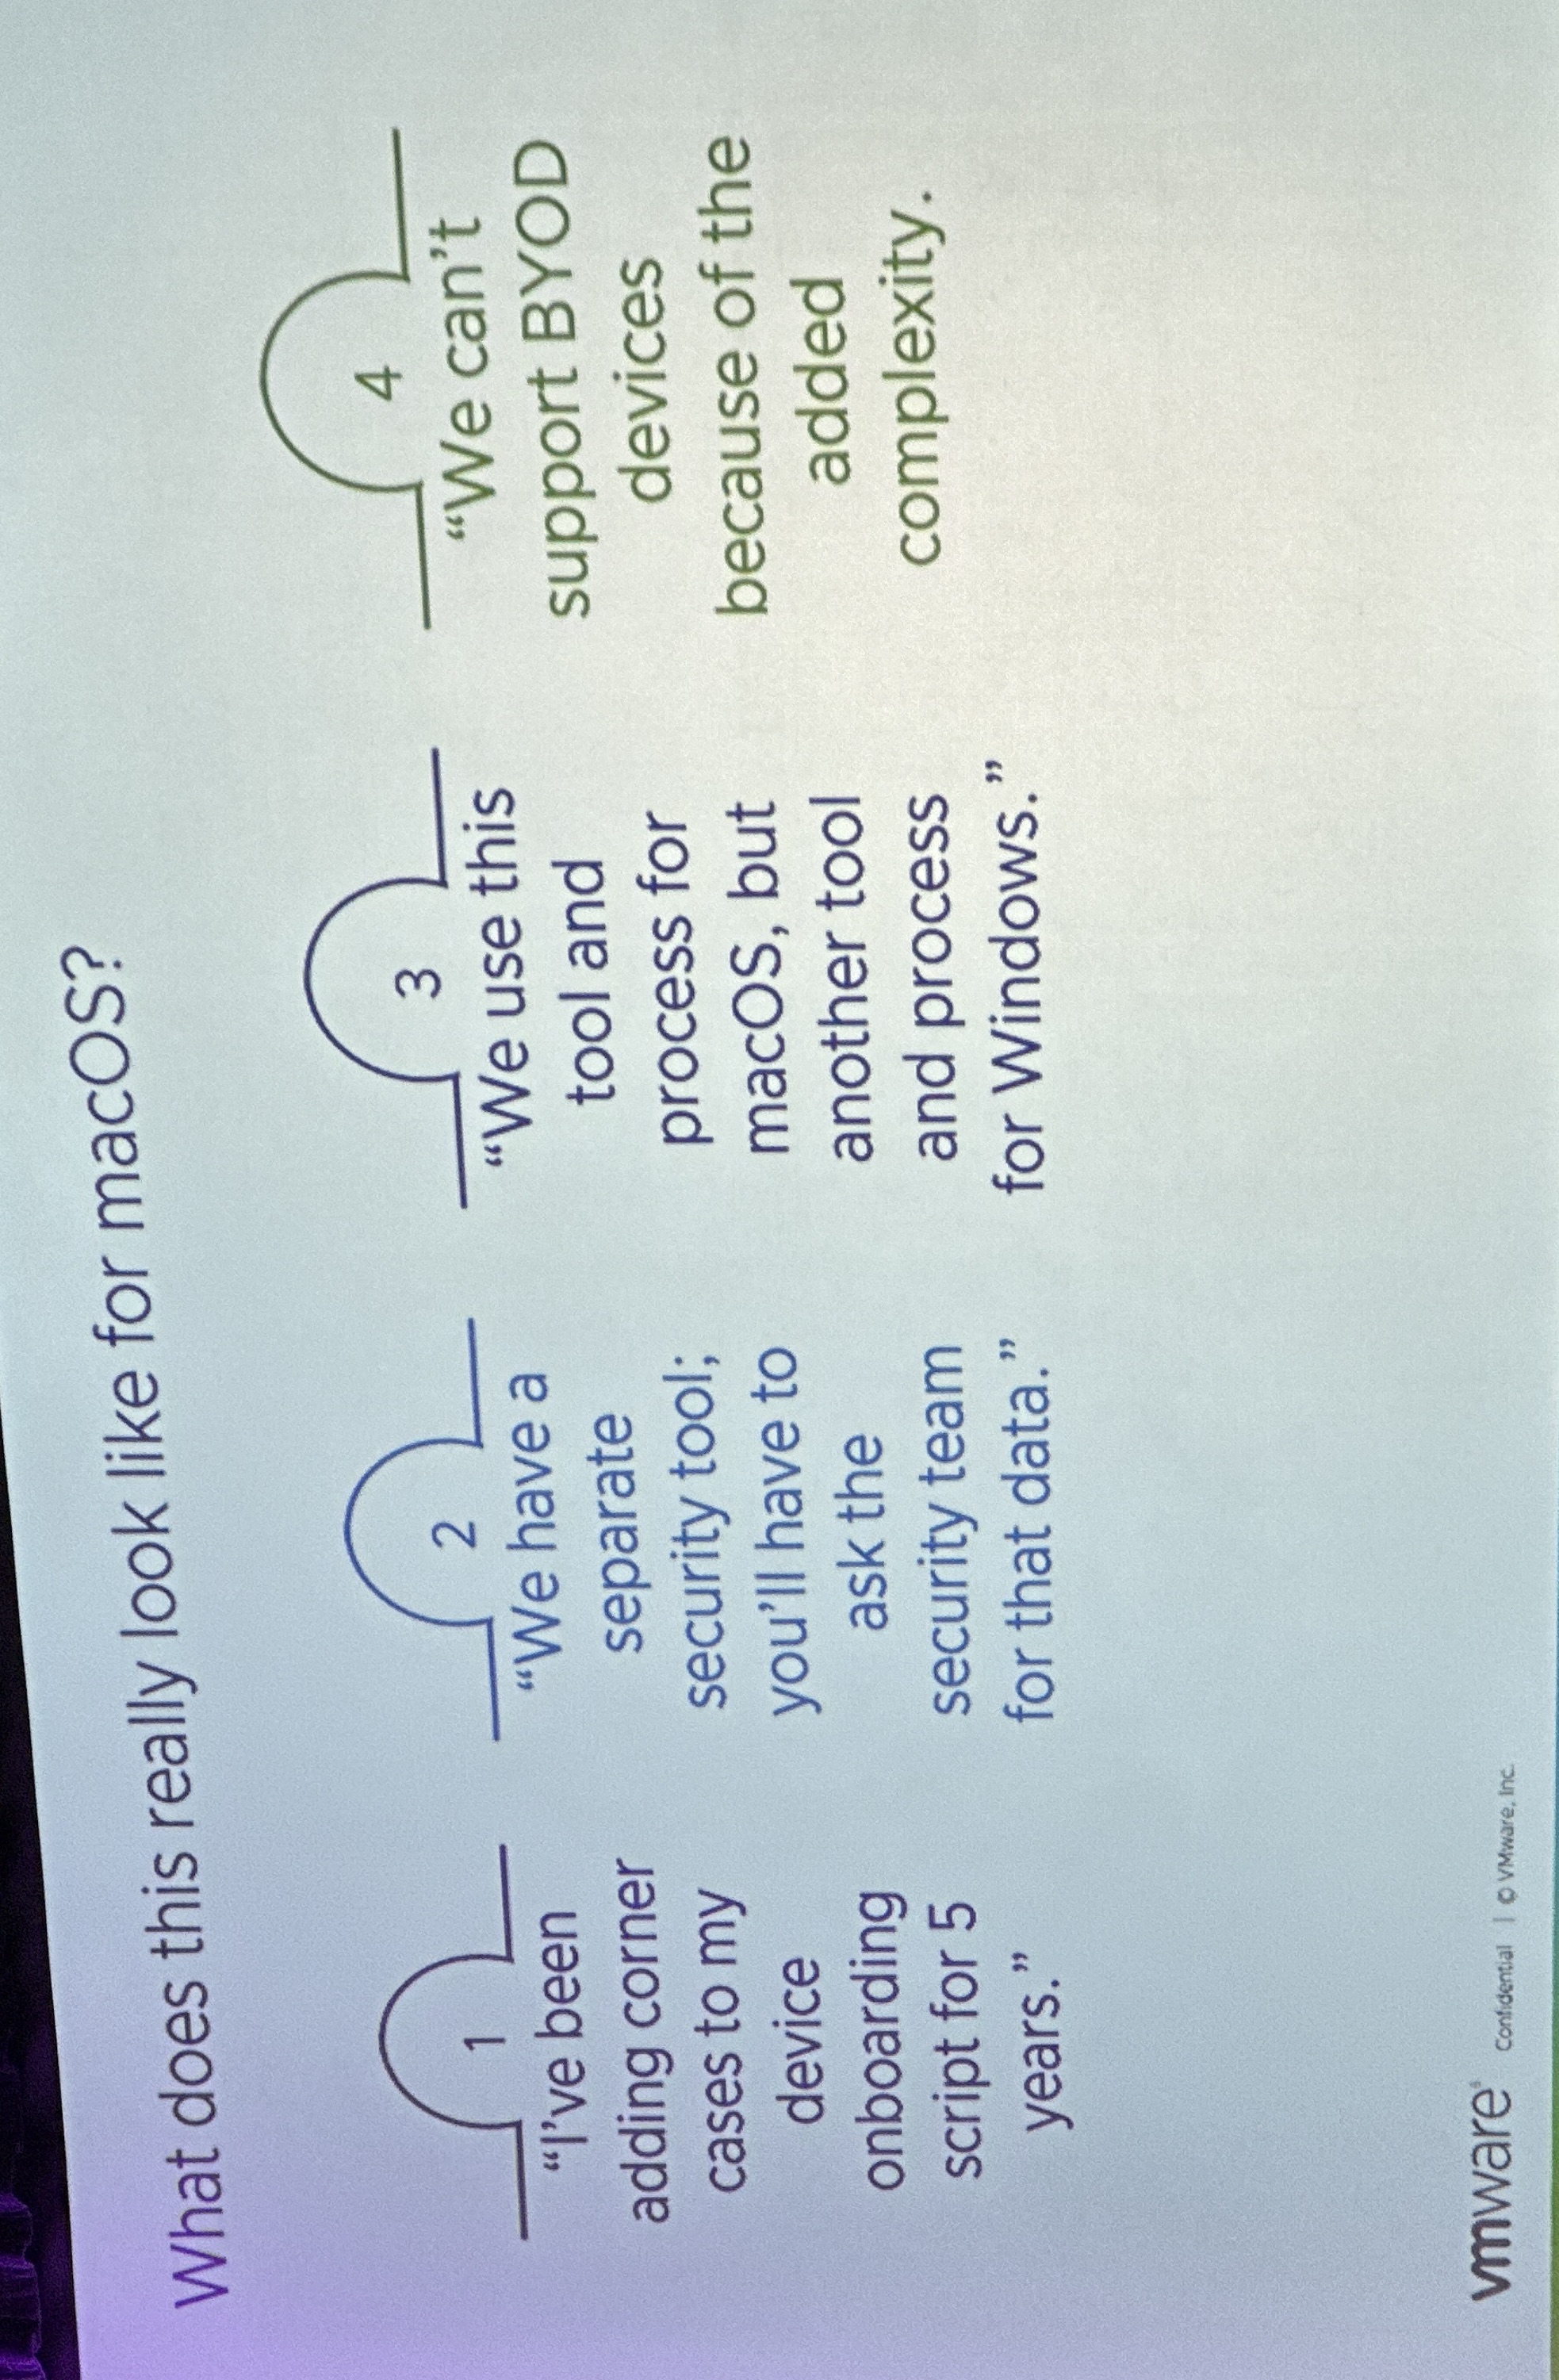 What does this really look like for macOS?
1
“I’ve been
adding corner
cases to my
device
onboarding
script for 5
years.”
2
“We have a
separate
security tool;
you’ll have to
ask the
security team
for that data.”
3
“We use this
tool and
process for
macOS, but
another tool
and process
for Windows.”
4
“We can’t
support BYOD
devices
because of the
added
complexity.
vmware® Confidential | © VMware, Inc.